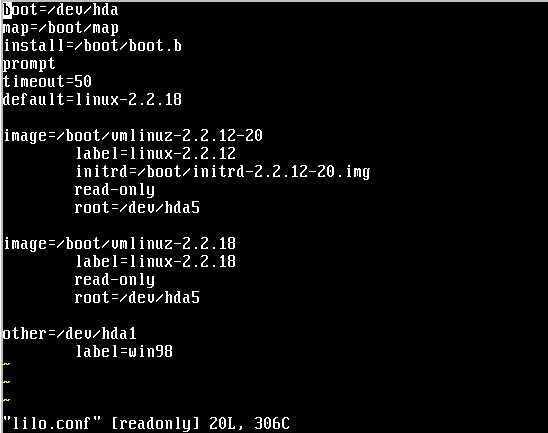 boot=/dev/hda
map=/boot/map
install=/boot/boot.b
prompt
timeout=50
default=linux-2.2.18

image=/boot/vmlinuz-2.2.12-20
        label=linux-2.2.12
        initrd=/boot/initrd-2.2.12-20.img
        read-only
        root=/dev/hda5

image=/boot/vmlinuz-2.2.18
        label=linux-2.2.18
        read-only
        root=/dev/hda5

other=/dev/hda1
        label=win98
~
~
~
"lilo.conf" [readonly] 20L, 306C